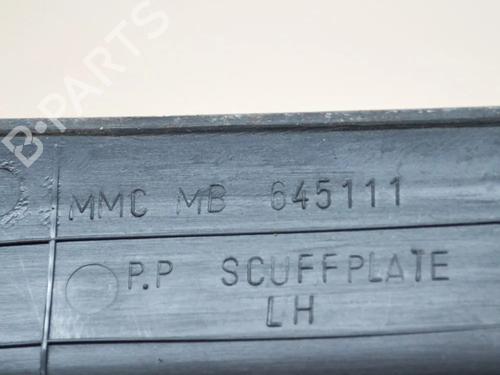 B-PARTS
MMC MB 645111
P.P SCUFFPLATE
LH